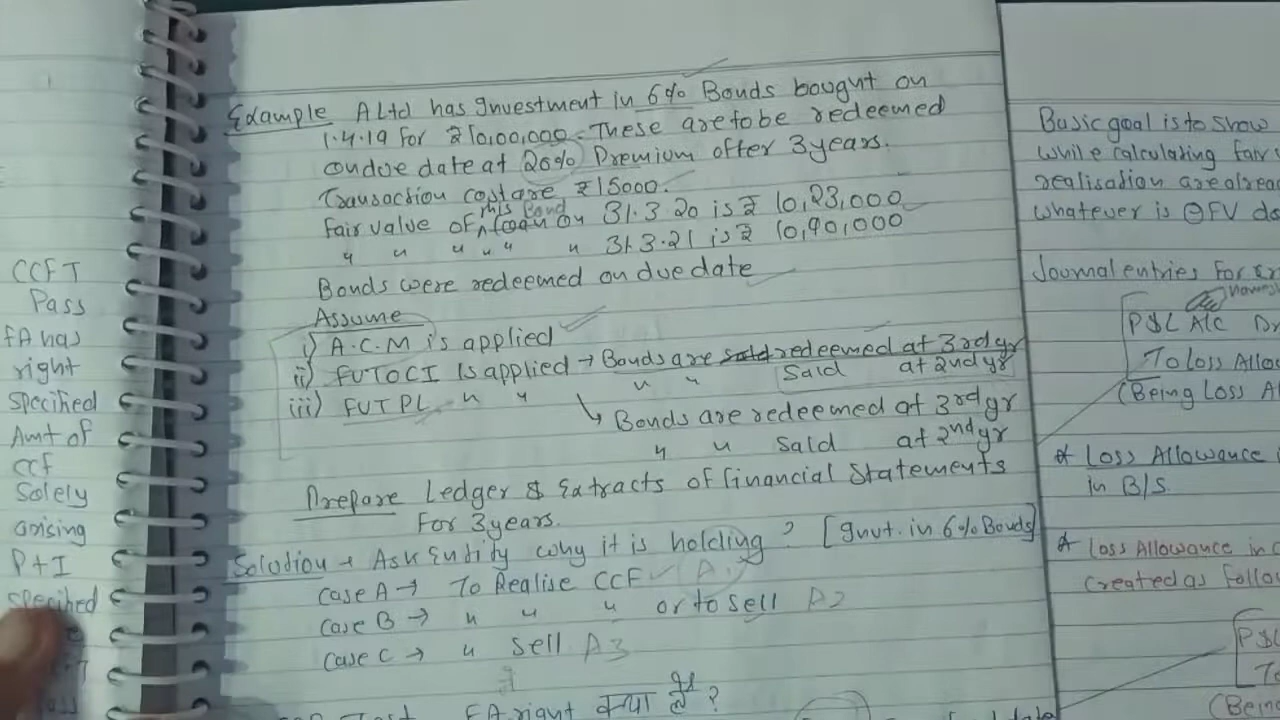 Example A Ltd has Investment in 6% Bonds bought on
1.4.19 for ₹10,00,000. These are to be redeemed
on due date at 20% Premium after 3 years.
Transaction cost are ₹15000.
this Bond
Fair value of loan on 31.3.20 is ₹ 10,23,000
" " " " " 31.3.21 is ₹ 10,90,000
Bonds were redeemed on due date
Assume
i) A.C.M is applied
ii) FVTOCI is applied → Bonds are sold redeemed at 3rd yr
" " Sald at 2nd yr
iii) FVTPL " "
↳ Bonds are redeemed at 3rd yr
" " Sald at 2nd yr
Prepare Ledger & Extracts of financial Statements
For 3 years.
Solution → Ask Entity why it is holding? [Invt. in 6% Bonds]
Case A → To Realise CCF A1
Case B → " " " or to sell A2
Case C → " sell A3
FA right क्या है?
CCFT
Pass
FA has
right
specified
Amt of
CCF
Solely
arising
P+I
specified
Basic goal is to show
while calculating fair
realisation are alrea
whatever is ⊖ FV
Journal entries For
P&L A/c Dr
To Loss Allo
(Being Loss A
* Loss Allowance
in B/S.
* Loss Allowance in
Created as follow
P&L
To
(Being